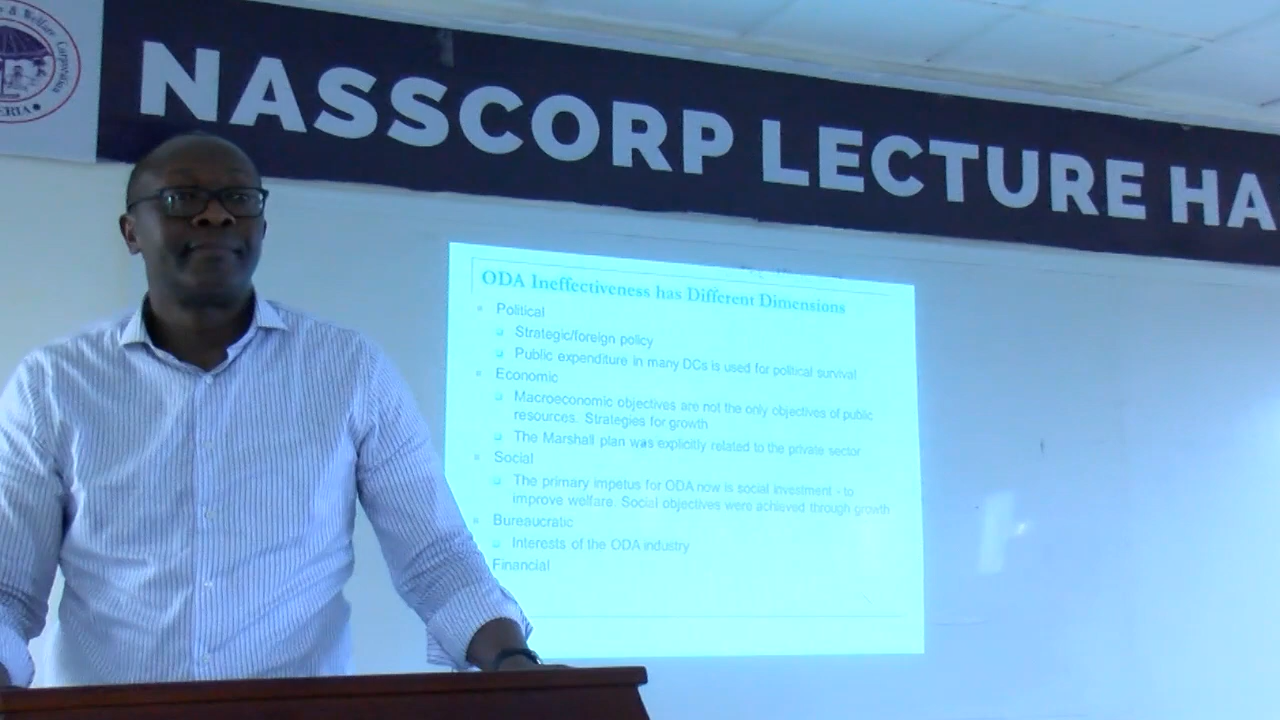 & Welfare Corporation
ERIA
NASSCORP LECTURE HA
ODA Ineffectiveness has Different Dimensions
Political
Strategic/foreign policy
Public expenditure in many DCs is used for political survival
Economic
Macroeconomic objectives are not the only objectives of public
resources. Strategies for growth
The Marshall plan was explicitly related to the private sector
Social
The primary impetus for ODA now is social investment - to
improve welfare. Social objectives were achieved through growth
Bureaucratic
Interests of the ODA industry
Financial